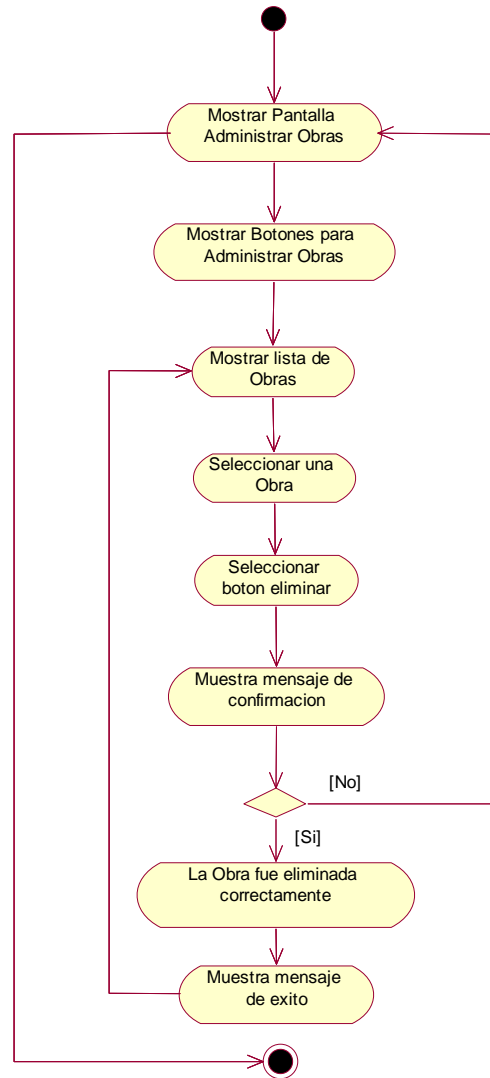 Mostrar Pantalla
Administrar Obras
Mostrar Botones para
Administrar Obras
Mostrar lista de
Obras
Seleccionar una
Obra
Seleccionar
boton eliminar
Muestra mensaje de
confirmacion
[No]
[Si]
La Obra fue eliminada
correctamente
Muestra mensaje
de exito